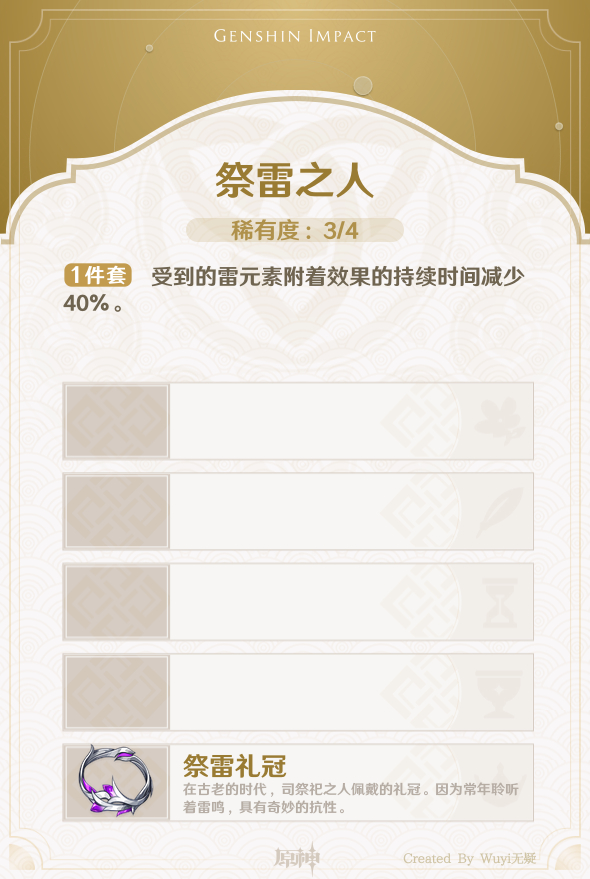 GENSHIN IMPACT
祭雷之人
稀有度：3/4
1件套 受到的雷元素附着效果的持续时间减少
40%。
祭雷礼冠
在古老的时代，司祭祀之人佩戴的礼冠。因为常年聆听
着雷鸣，具有奇妙的抗性。
原神
Created By Wuyi无疑